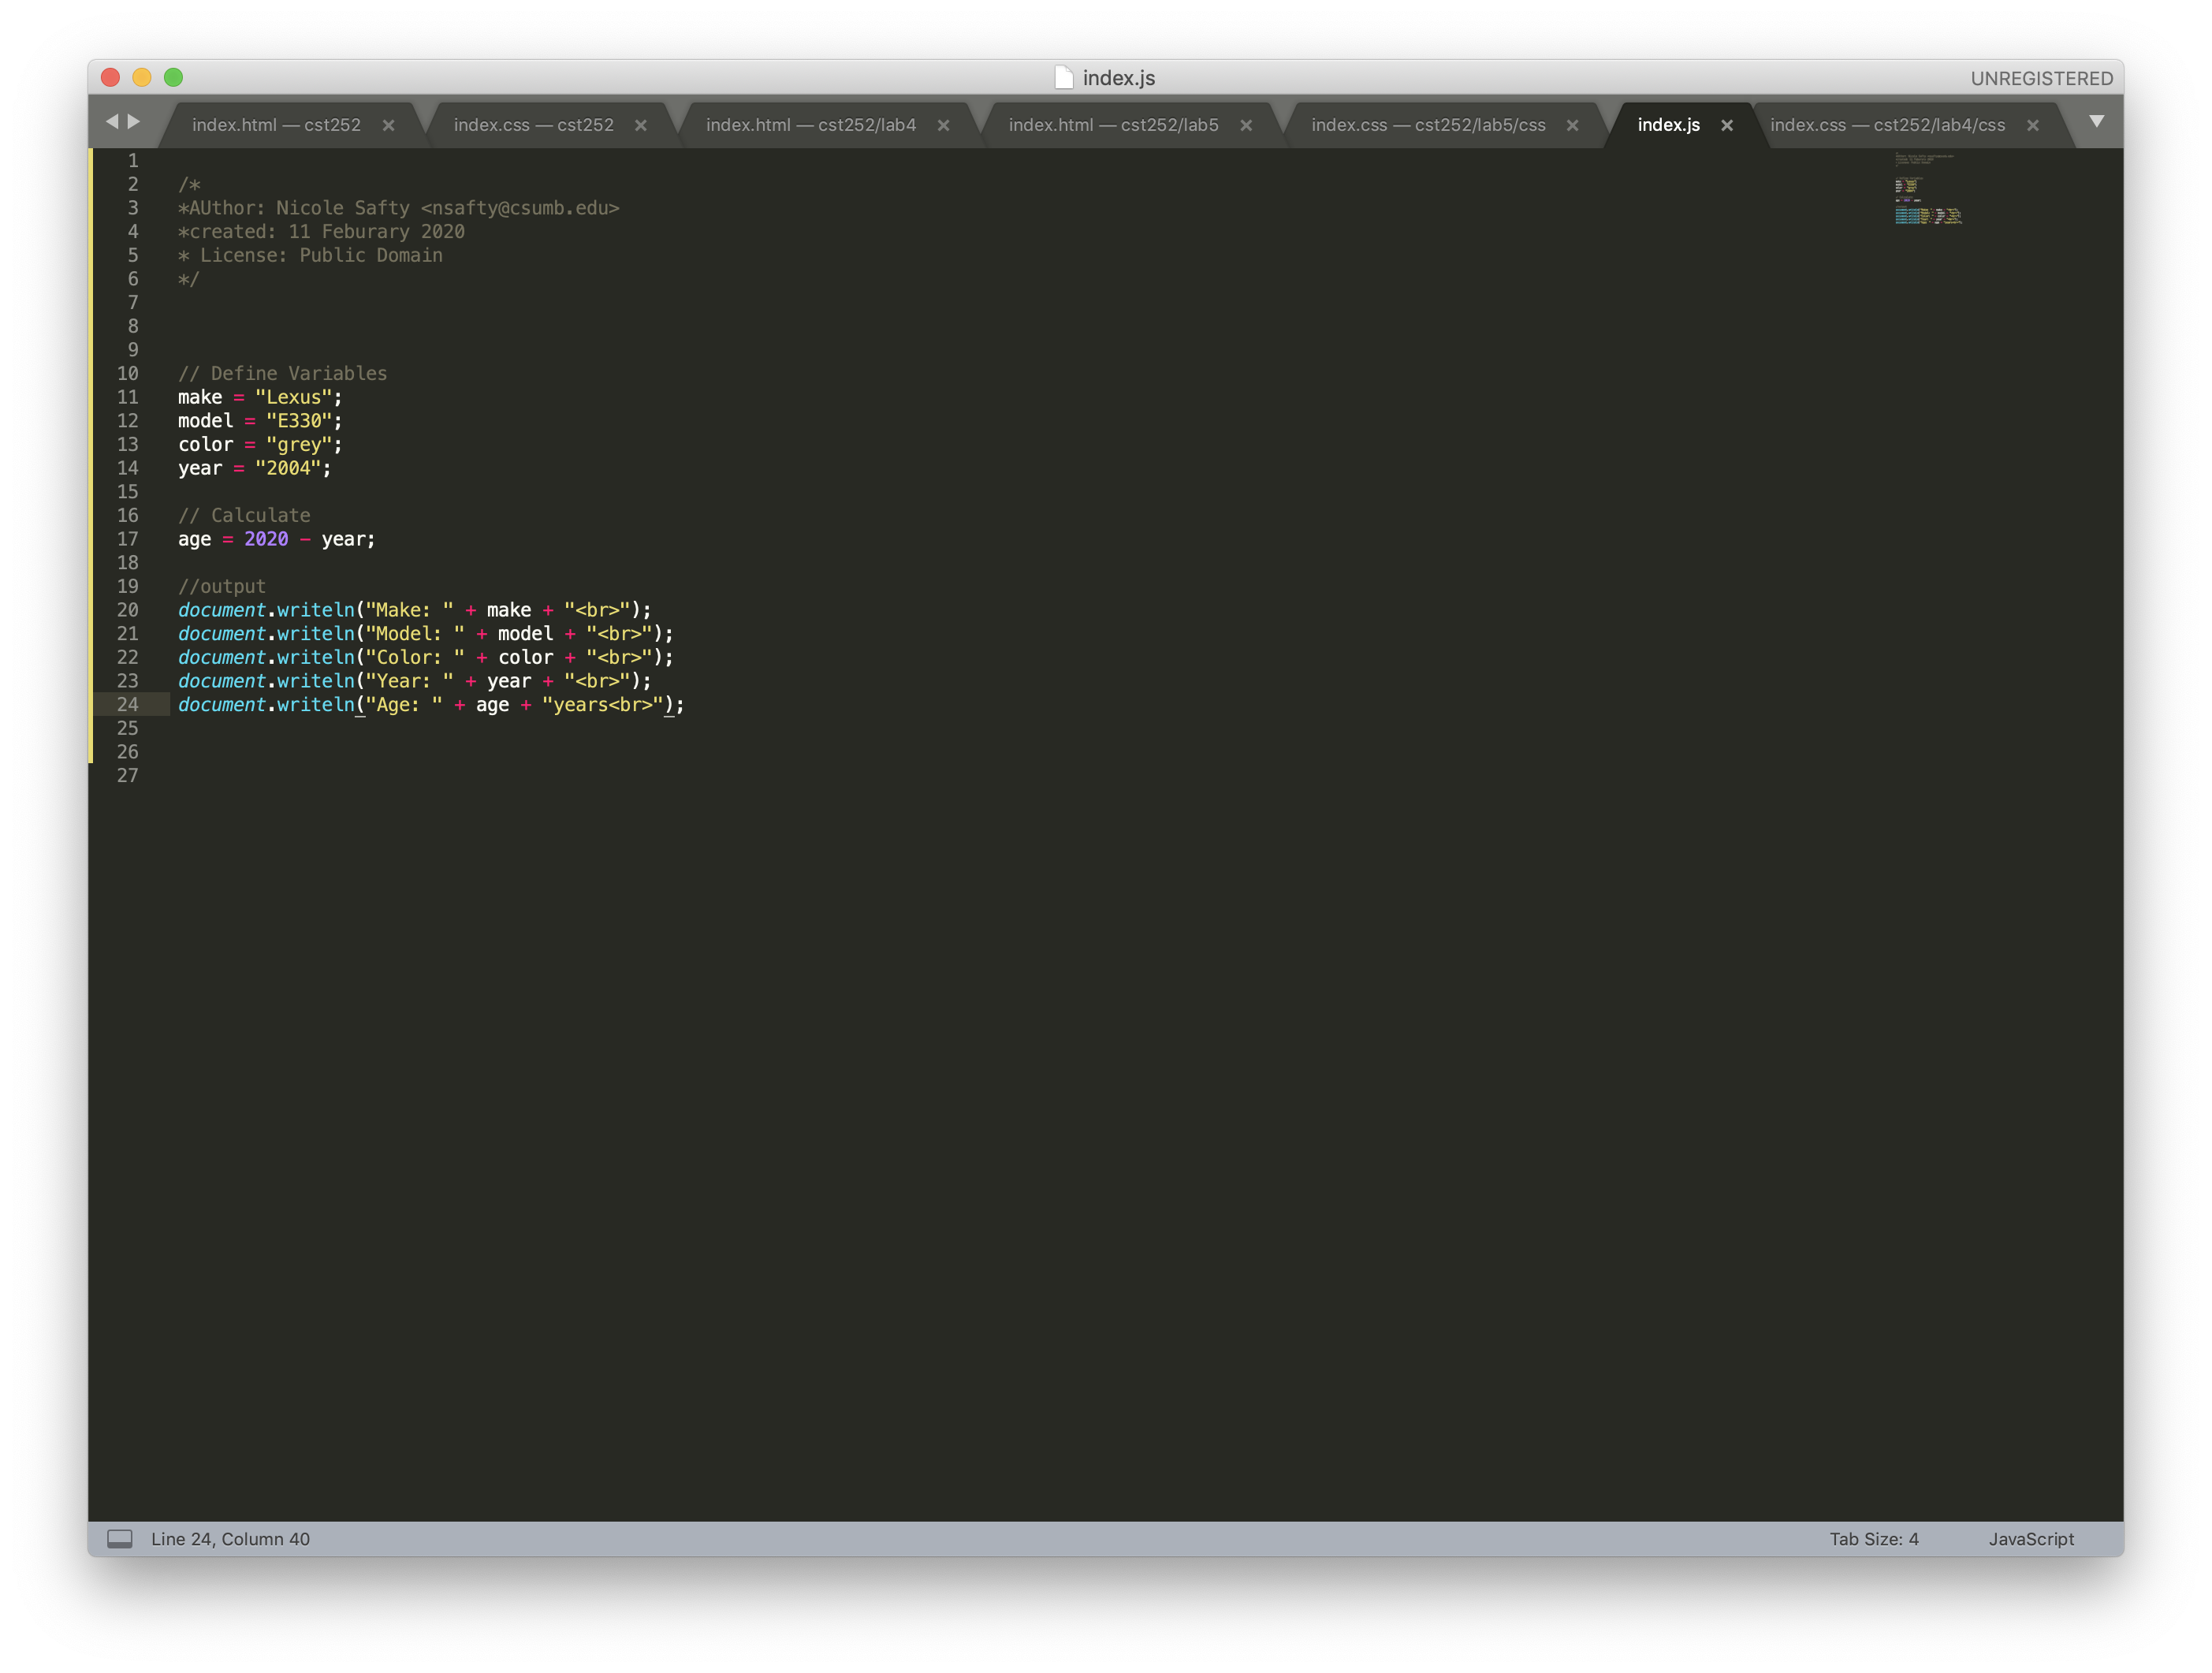 index.js
UNREGISTERED
index.html — cst252 index.css — cst252 index.html — cst252/lab4 index.html — cst252/lab5 index.css — cst252/lab5/css index.js index.css — cst252/lab4/css
1
2 /*
3 *AUthor: Nicole Safty <nsafty@csumb.edu>
4 *created: 11 Feburary 2020
5 * License: Public Domain
6 */
7
8
9
10 // Define Variables
11 make = "Lexus";
12 model = "E330";
13 color = "grey";
14 year = "2004";
15
16 // Calculate
17 age = 2020 - year;
18
19 //output
20 document.writeln("Make: " + make + "<br>");
21 document.writeln("Model: " + model + "<br>");
22 document.writeln("Color: " + color + "<br>");
23 document.writeln("Year: " + year + "<br>");
24 document.writeln("Age: " + age + "years<br>");
25
26
27
Line 24, Column 40
Tab Size: 4
JavaScript